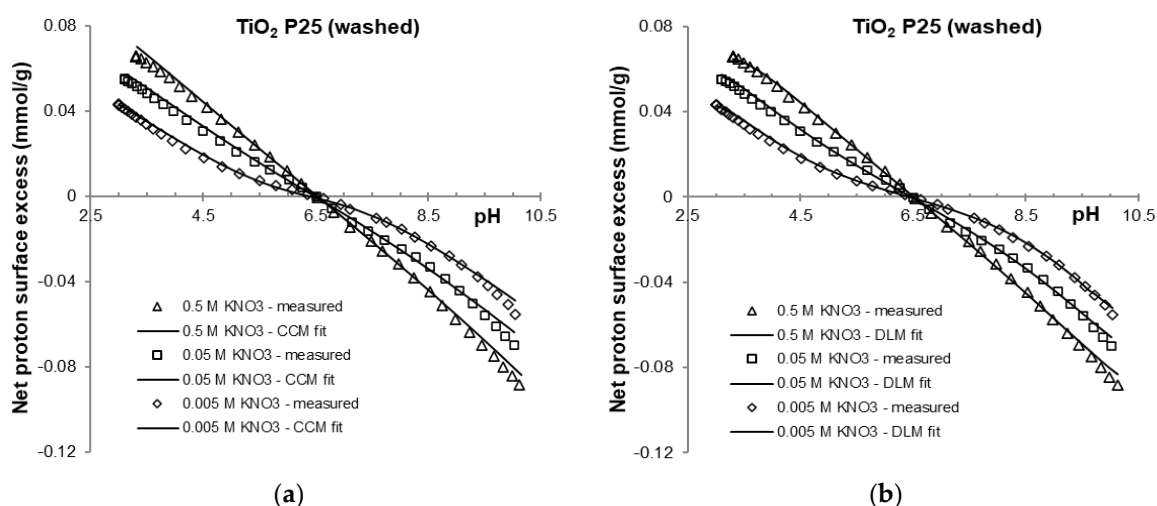 TiO2 P25 (washed)
Net proton surface excess (mmol/g)
0.08
0.04
0
-0.04
-0.08
-0.12
2.5 4.5 6.5 8.5 10.5
pH
0.5 M KNO3 - measured
0.5 M KNO3 - CCM fit
0.05 M KNO3 - measured
0.05 M KNO3 - CCM fit
0.005 M KNO3 - measured
0.005 M KNO3 - CCM fit
(a)
TiO2 P25 (washed)
Net proton surface excess (mmol/g)
0.08
0.04
0
-0.04
-0.08
-0.12
2.5 4.5 6.5 8.5 10.5
pH
0.5 M KNO3 - measured
0.5 M KNO3 - DLM fit
0.05 M KNO3 - measured
0.05 M KNO3 - DLM fit
0.005 M KNO3 - measured
0.005 M KNO3 - DLM fit
(b)